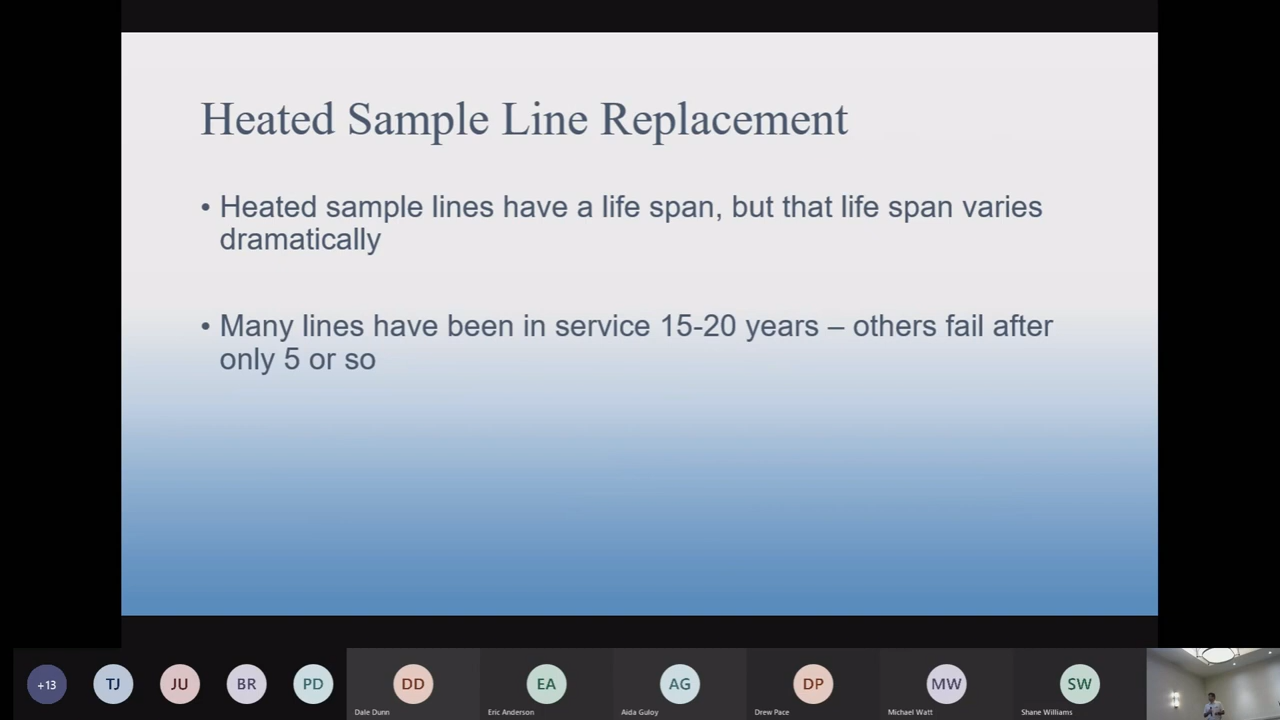 Heated Sample Line Replacement
• Heated sample lines have a life span, but that life span varies
dramatically
• Many lines have been in service 15-20 years – others fail after
only 5 or so
+13
TJ
JU
BR
PD
DD
EA
AG
DP
MW
SW
Dale Dunn
Eric Anderson
Aida Guloy
Drew Pace
Michael Watt
Shane Williams